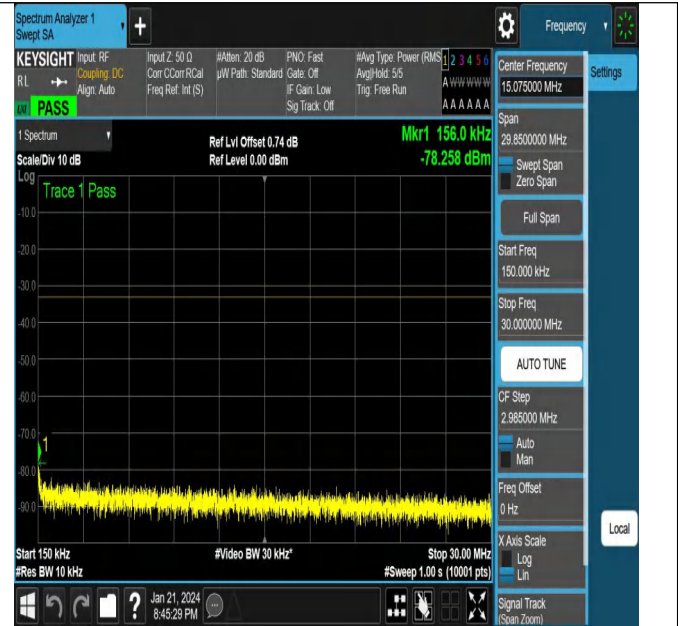 Spectrum Analyzer 1
Swept SA
Frequency
KEYSIGHT
RL
LXI PASS
Input: RF
Coupling: DC
Align: Auto
Input Z: 50 Ω
Corr CCorr RCal
Freq Ref: Int (S)
#Atten: 20 dB
µW Path: Standard
PNO: Fast
Gate: Off
IF Gain: Low
Sig Track: Off
#Avg Type: Power (RMS
Avg|Hold: 5/5
Trig: Free Run
1 2 3 4 5 6
A W W W W W
A A A A A A
1 Spectrum
Scale/Div 10 dB
Ref Lvl Offset 0.74 dB
Ref Level 0.00 dBm
Mkr1 156.0 kHz
-78.258 dBm
Log
Trace 1 Pass
-10.0
-20.0
-30.0
-40.0
-50.0
-60.0
-70.0
1
-80.0
-90.0
Start 150 kHz
#Video BW 30 kHz*
Stop 30.00 MHz
#Res BW 10 kHz
#Sweep 1.00 s (10001 pts)
Center Frequency
15.075000 MHz
Settings
Span
29.8500000 MHz
Swept Span
Zero Span
Full Span
Start Freq
150.000 kHz
Stop Freq
30.000000 MHz
AUTO TUNE
CF Step
2.985000 MHz
Auto
Man
Freq Offset
0 Hz
X Axis Scale
Log
Lin
Local
Signal Track
(Span Zoom)
?
Jan 21, 2024
8:45:29 PM